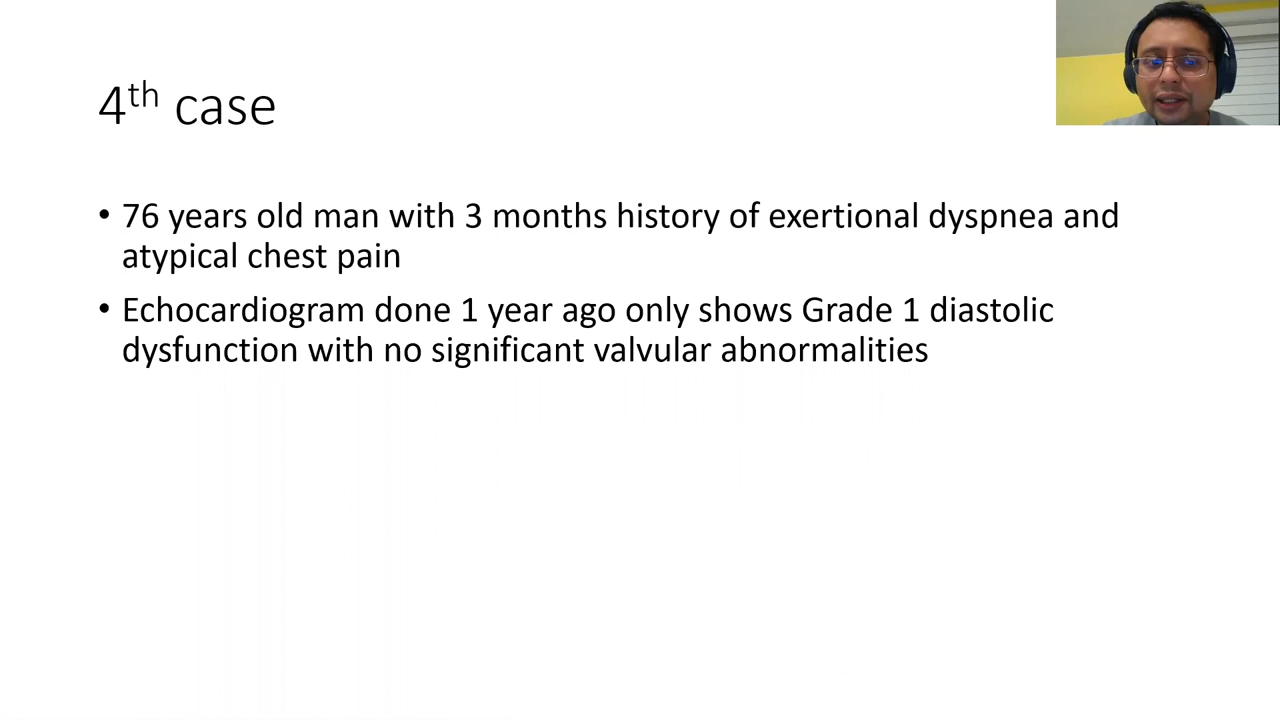 4th case
• 76 years old man with 3 months history of exertional dyspnea and
atypical chest pain
• Echocardiogram done 1 year ago only shows Grade 1 diastolic
dysfunction with no significant valvular abnormalities